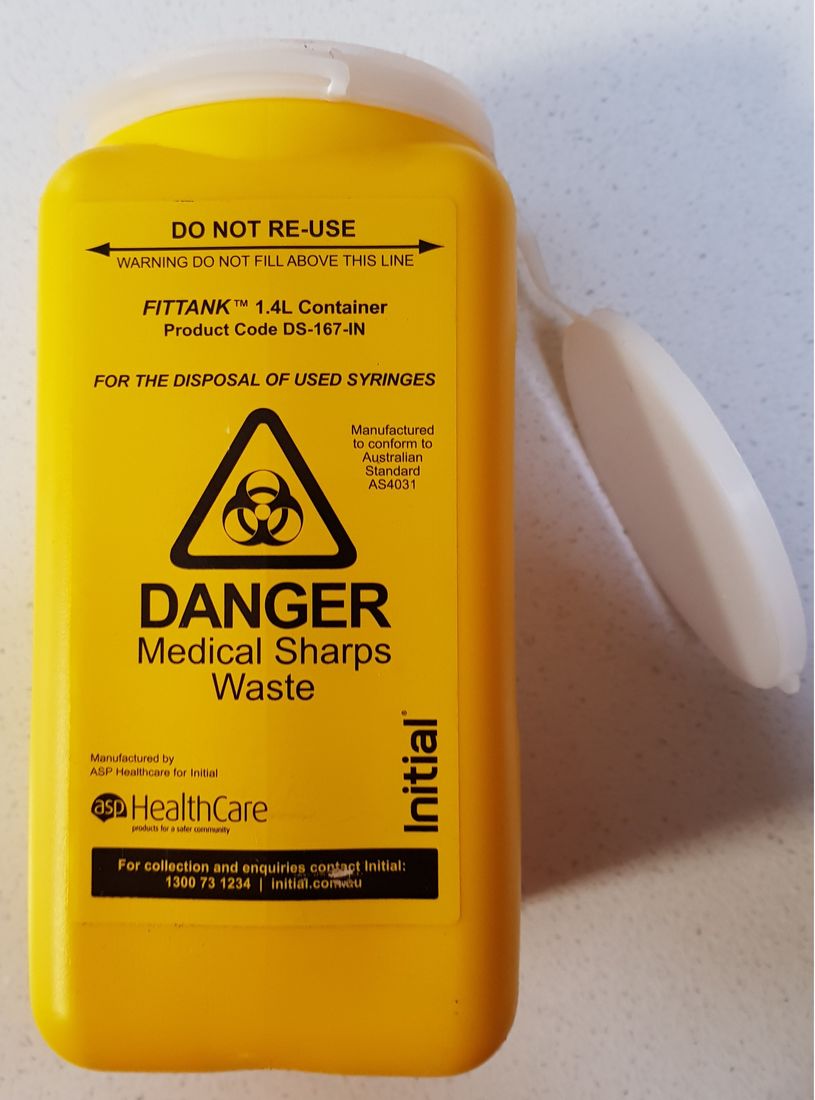 DO NOT RE-USE
WARNING DO NOT FILL ABOVE THIS LINE
FITTANK™ 1.4L Container
Product Code DS-167-IN
FOR THE DISPOSAL OF USED SYRINGES
Manufactured
to conform to
Australian
Standard
AS4031
DANGER
Medical Sharps
Waste
Manufactured by
ASP Healthcare for Initial
asp HealthCare
products for a safer community
Initial®
For collection and enquiries contact Initial:
1300 73 1234 | initial.com.au